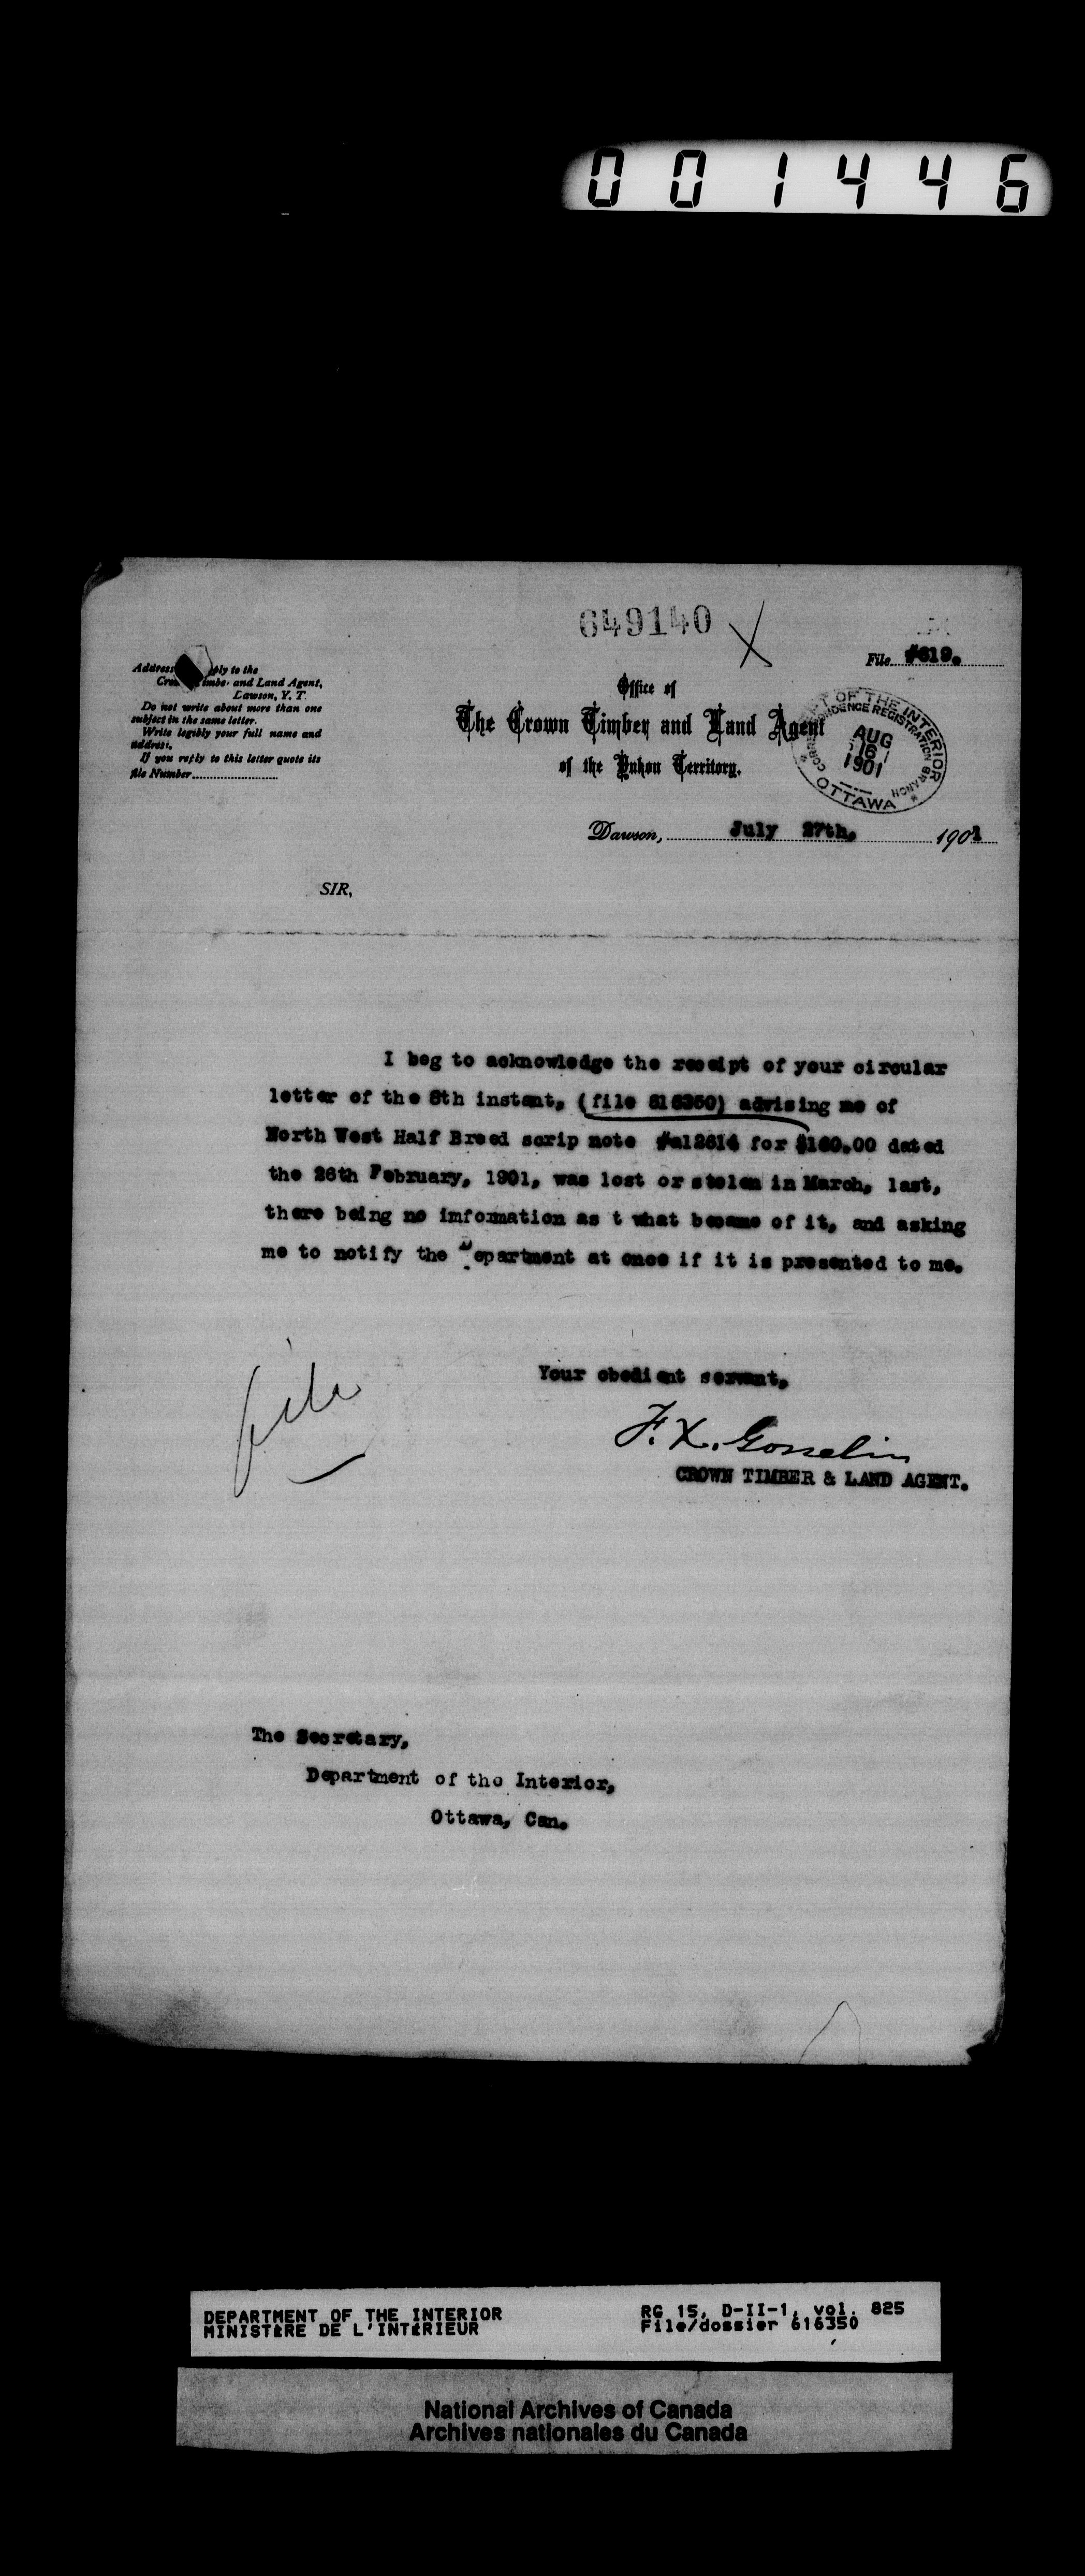 001446
649140
File #619.
Address reply to the
Crown Timber and Land Agent,
Dawson, Y. T.
Do not write about more than one
subject in the same letter.
Write legibly your full name and
address.
If you reply to this letter quote its
file Number
Office of
The Crown Timber and Land Agent
of the Yukon Territory.
DEPARTMENT OF THE INTERIOR
CORRESPONDENCE REGISTRATION BRANCH
AUG
16
1901
OTTAWA
Dawson, July 27th, 1901
SIR,
I beg to acknowledge the receipt of your circular
letter of the 8th instant, (file 616350) advising me of
North West Half Breed scrip note #a12614 for $160.00 dated
the 26th February, 1901, was lost or stolen in March, last,
there being no imformation as t what became of it, and asking
me to notify the Department at once if it is presented to me.
file
Your obedient servant,
F. X. Gosselin
CROWN TIMBER & LAND AGENT.
The Secretary,
Department of the Interior,
Ottawa, Can.
DEPARTMENT OF THE INTERIOR
MINISTÈRE DE L'INTÉRIEUR
RG 15, D-II-1, vol. 825
File/dossier 616350
National Archives of Canada
Archives nationales du Canada